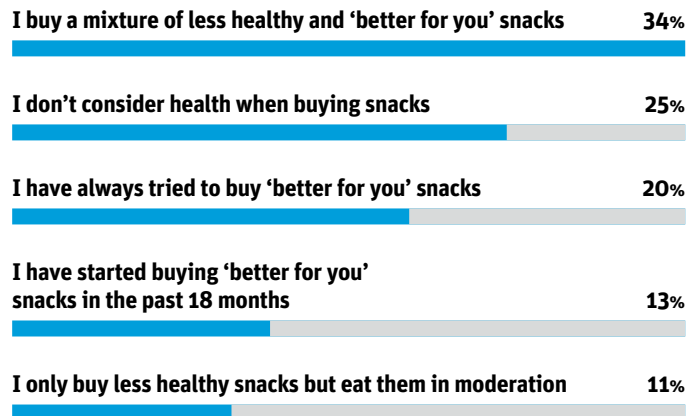 I buy a mixture of less healthy and ‘better for you’ snacks 34%
I don’t consider health when buying snacks 25%
I have always tried to buy ‘better for you’ snacks 20%
I have started buying ‘better for you’
snacks in the past 18 months 13%
I only buy less healthy snacks but eat them in moderation 11%